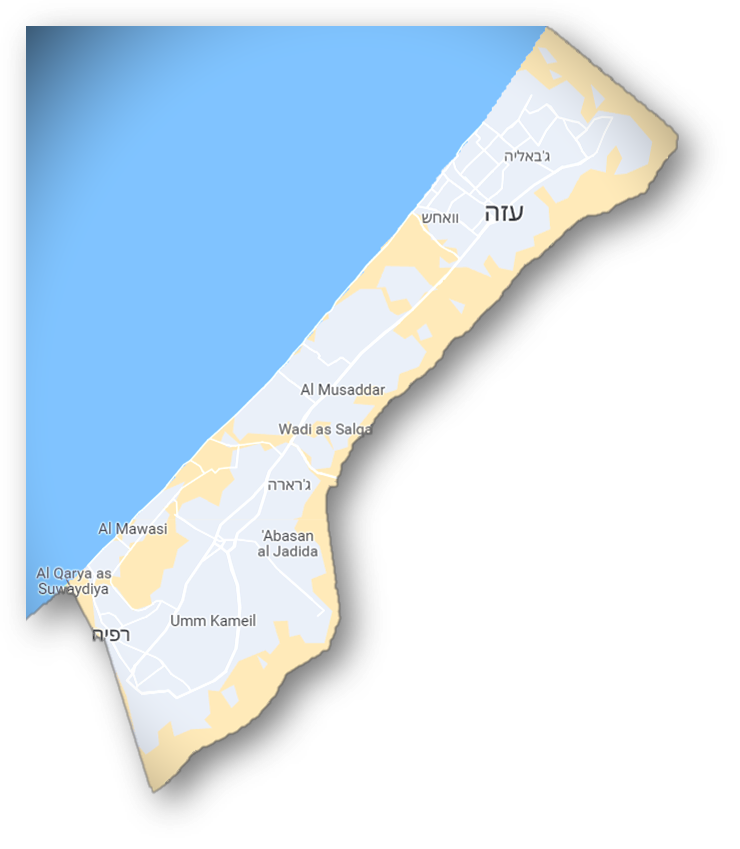 ג'באליה
וואחש
עזה
Al Musaddar
Wadi as Salqa
ג'רארה
Al Mawasi
'Abasan
al Jadida
Al Qarya as
Suwaydiya
Umm Kameil
רפיח